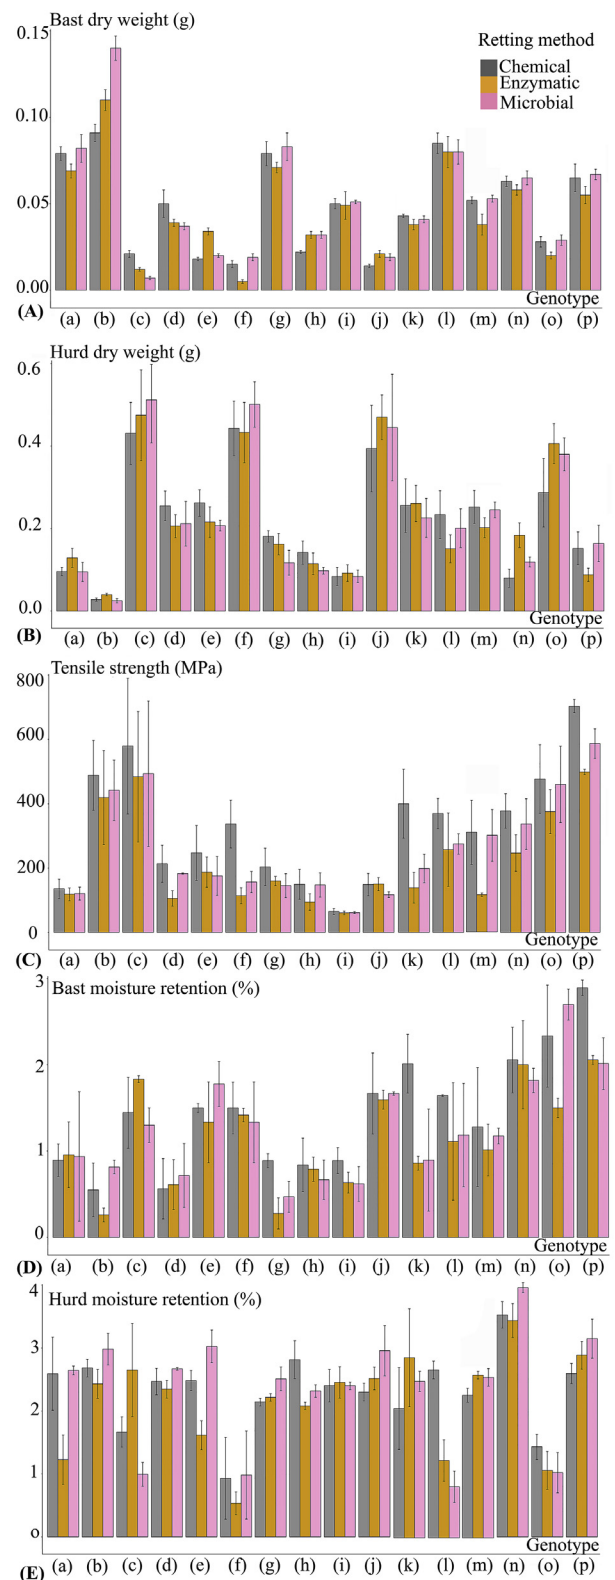 Bast dry weight (g)
0.15
Retting method
Chemical
Enzymatic
Microbial
0.10
0.05
0.00
Genotype
(A) (a) (b) (c) (d) (e) (f) (g) (h) (i) (j) (k) (l) (m) (n) (o) (p)
Hurd dry weight (g)
0.6
0.4
0.2
0.0
(B) (a) (b) (c) (d) (e) (f) (g) (h) (i) (j) (k) (l) (m) (n) (o) (p)
Tensile strength (MPa)
800
600
400
200
0
Genotype
(C) (a) (b) (c) (d) (e) (f) (g) (h) (i) (j) (k) (l) (m) (n) (o) (p)
3
Bast moisture retention (%)
2
1
0
Genotype
(D) (a) (b) (c) (d) (e) (f) (g) (h) (i) (j) (k) (l) (m) (n) (o) (p)
4
Hurd moisture retention (%)
3
2
1
0
Genotype
(E) (a) (b) (c) (d) (e) (f) (g) (h) (i) (j) (k) (l) (m) (n) (o) (p)